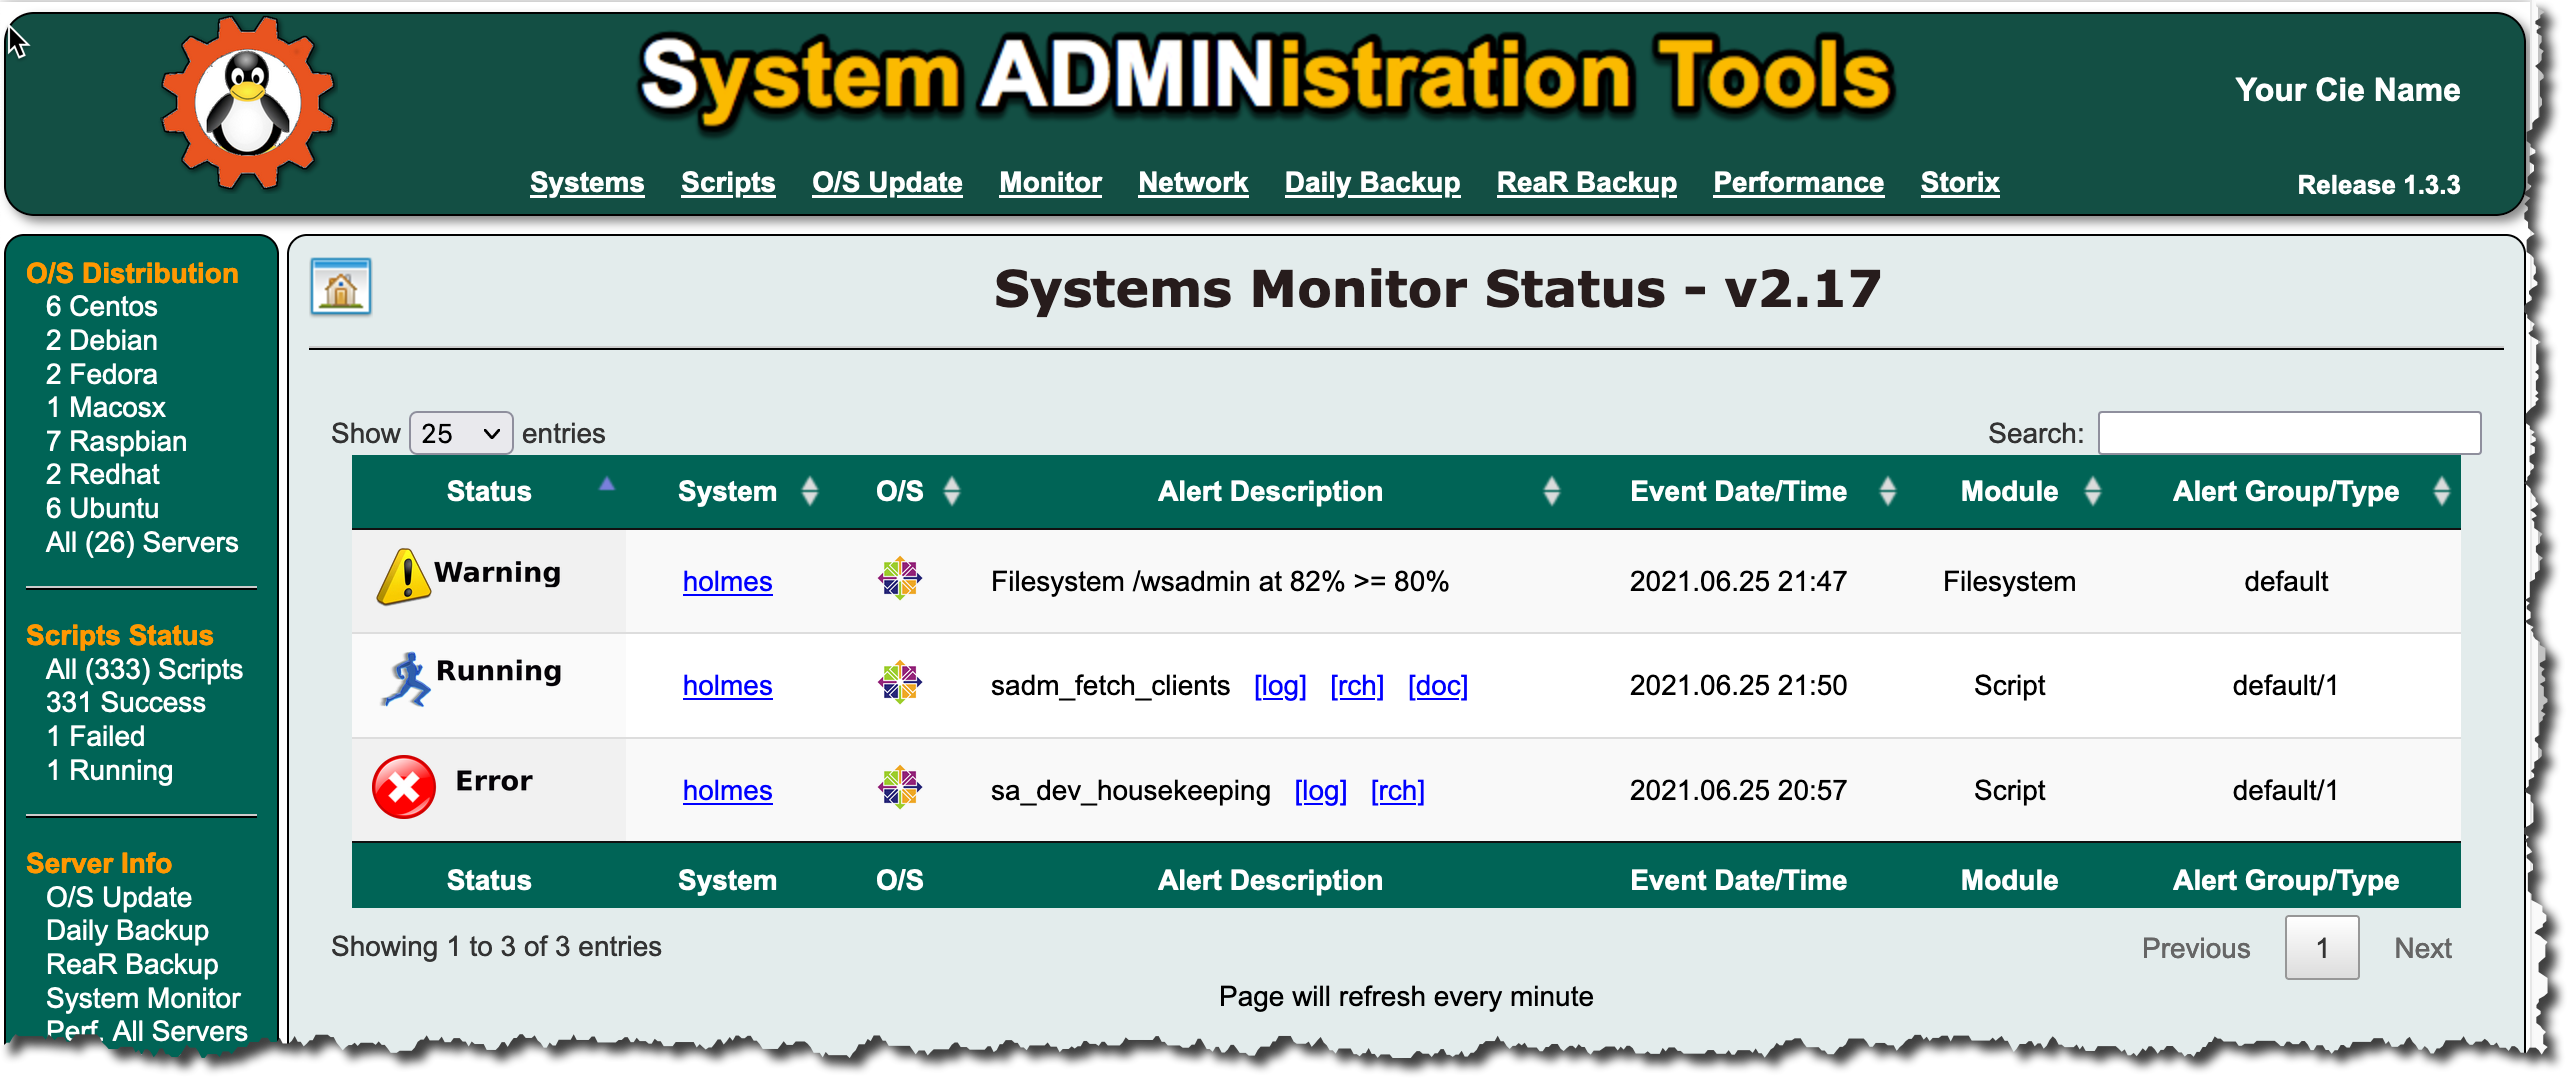 System ADMINistration Tools
Your Cie Name
Systems Scripts O/S Update Monitor Network Daily Backup ReaR Backup Performance Storix
Release 1.3.3
O/S Distribution
6 Centos
2 Debian
2 Fedora
1 Macosx
7 Raspbian
2 Redhat
6 Ubuntu
All (26) Servers
Scripts Status
All (333) Scripts
331 Success
1 Failed
1 Running
Server Info
O/S Update
Daily Backup
ReaR Backup
System Monitor
Perf. All Servers
Systems Monitor Status - v2.17
Show 25 entries
Search:
Status System O/S Alert Description Event Date/Time Module Alert Group/Type
Warning holmes Filesystem /wsadmin at 82% >= 80% 2021.06.25 21:47 Filesystem default
Running holmes sadm_fetch_clients [log] [rch] [doc] 2021.06.25 21:50 Script default/1
Error holmes sa_dev_housekeeping [log] [rch] 2021.06.25 20:57 Script default/1
Status System O/S Alert Description Event Date/Time Module Alert Group/Type
Showing 1 to 3 of 3 entries
Previous 1 Next
Page will refresh every minute